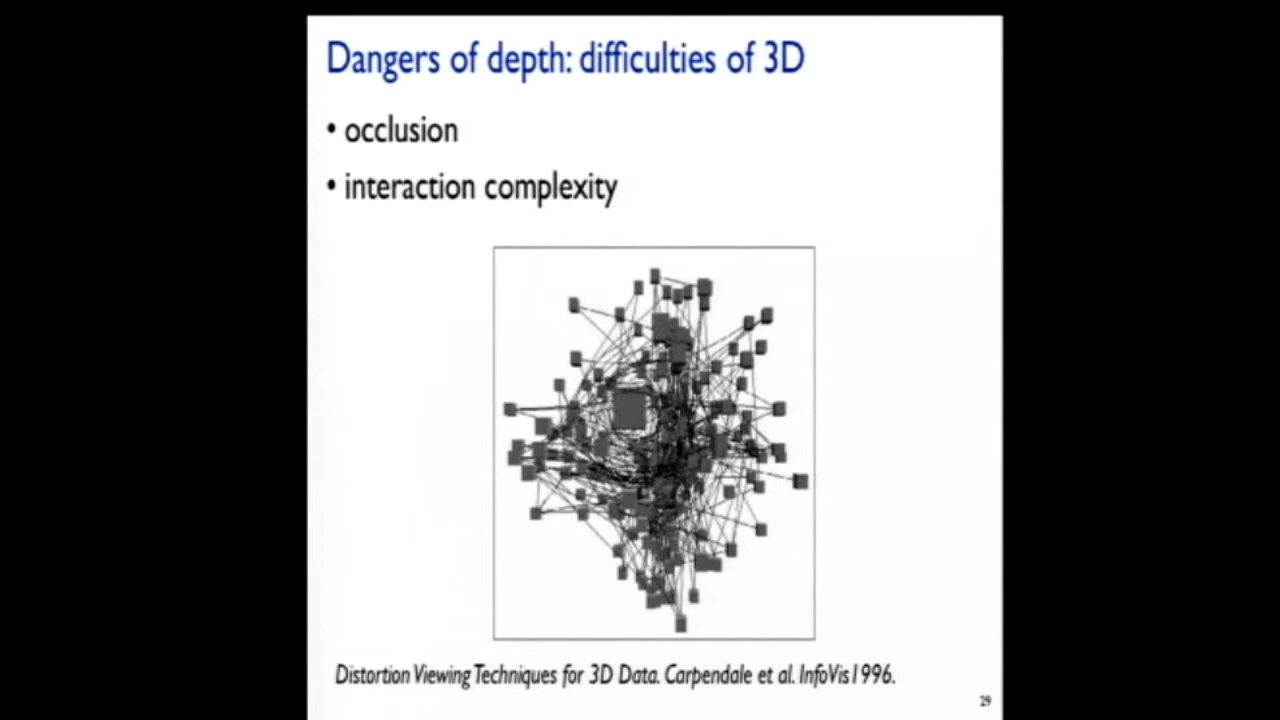 Dangers of depth: difficulties of 3D
• occlusion
• interaction complexity
Distortion Viewing Techniques for 3D Data. Carpendale et al. InfoVis1996.
29